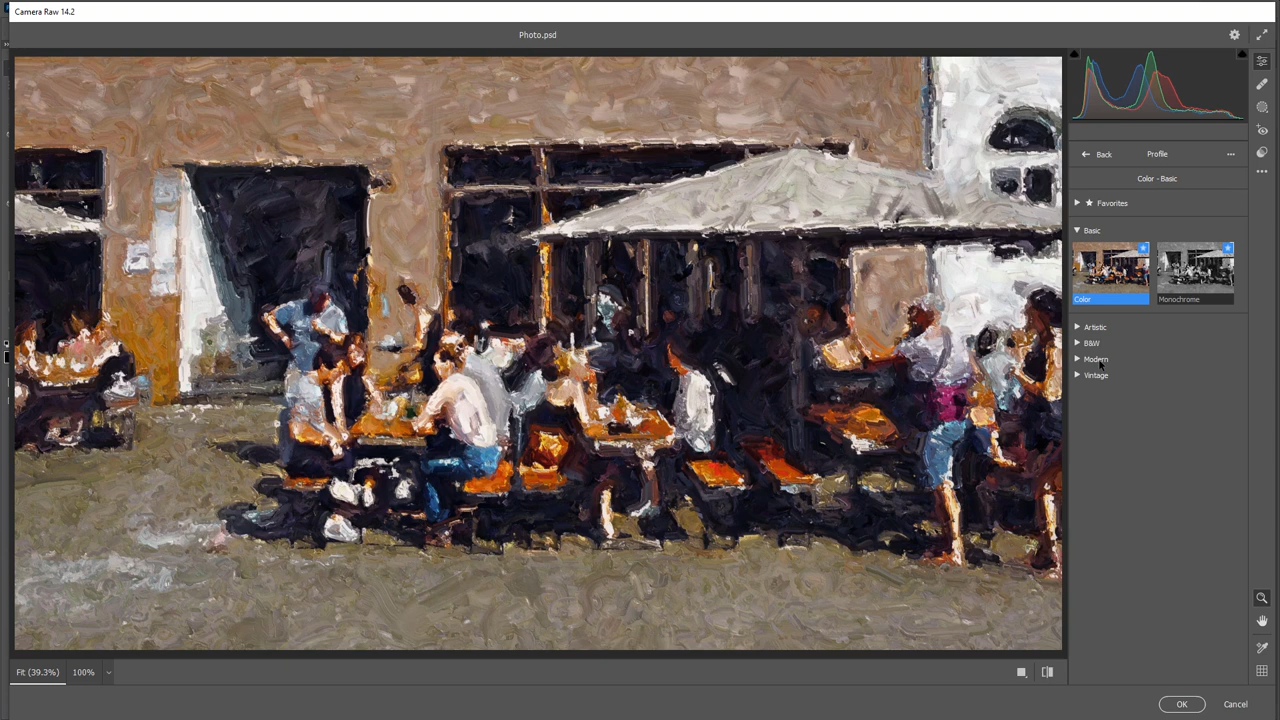 Camera Raw 14.2
Photo.psd
Back
Profile
Color - Basic
Favorites
Basic
Color
Monochrome
Artistic
B&W
Modern
Vintage
Fit (39.3%)
100%
OK
Cancel